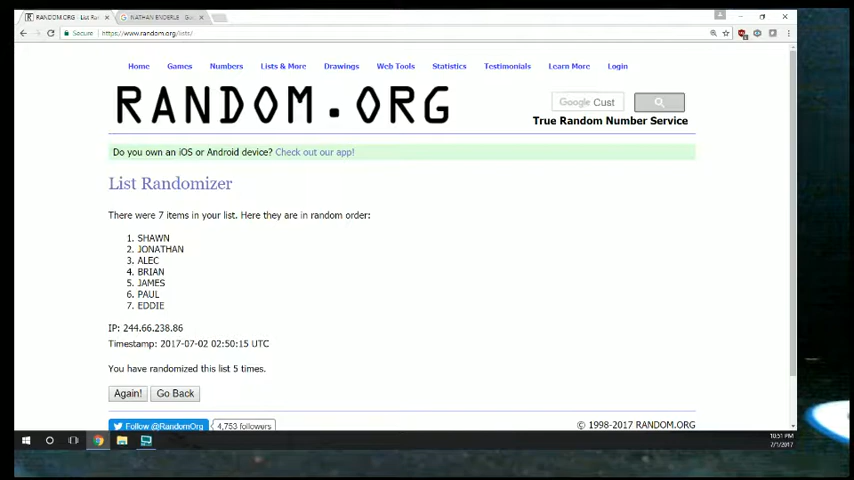 RANDOM.ORG - List Ran
NATHAN ENDERLE - Go
Secure https://www.random.org/lists/
Home Games Numbers Lists & More Drawings Web Tools Statistics Testimonials Learn More Login
RANDOM.ORG
Google Cust
True Random Number Service
Do you own an iOS or Android device? Check out our app!
List Randomizer
There were 7 items in your list. Here they are in random order:
1. SHAWN
2. JONATHAN
3. ALEC
4. BRIAN
5. JAMES
6. PAUL
7. EDDIE
IP: 244.66.238.86
Timestamp: 2017-07-02 02:50:15 UTC
You have randomized this list 5 times.
Again! Go Back
Follow @RandomOrg 4,753 followers
© 1998-2017 RANDOM.ORG
10:51 PM
7/1/2017